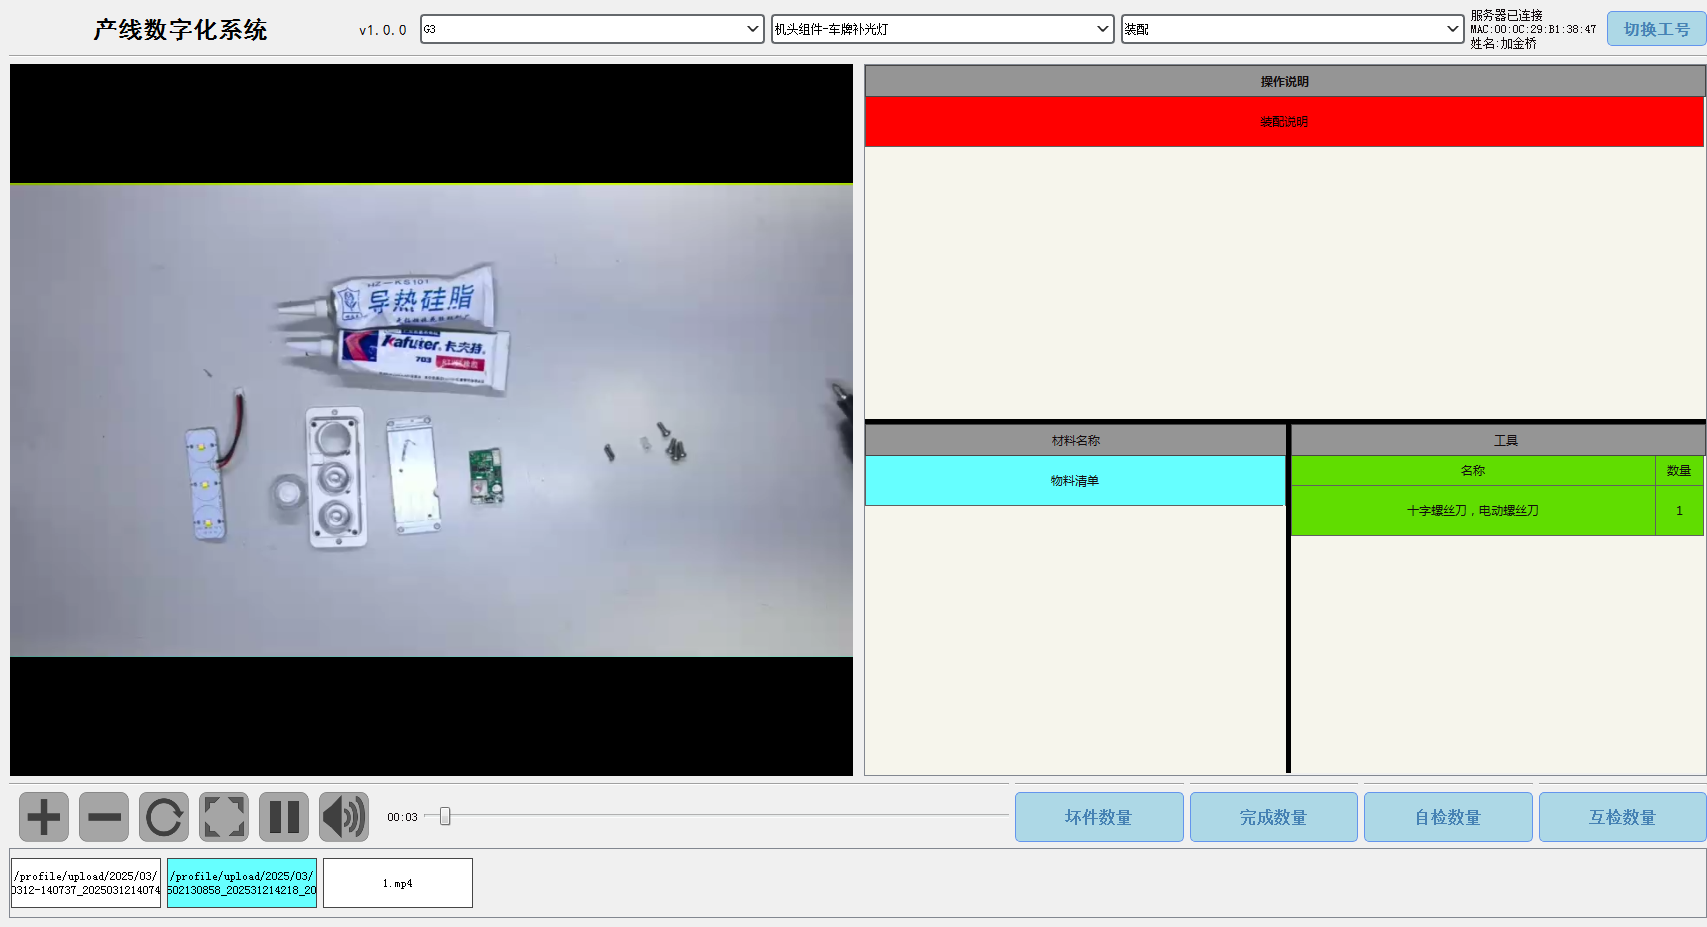 产线数字化系统
v1.0.0
G3
机头组件-车牌补光灯
装配
服务器已连接
MAC:00:0C:29:B1:38:47
姓名:加金桥
切换工号
操作说明
装配说明
HZ-KS101
导热硅脂
Kafuter 卡夫特
703
材料名称
物料清单
工具
名称
数量
十字螺丝刀，电动螺丝刀
1
00:03
坏件数量
完成数量
自检数量
互检数量
/profile/upload/2025/03/
0312-140737_2025031214074
/profile/upload/2025/03/
502130858_202531214218_20
1.mp4